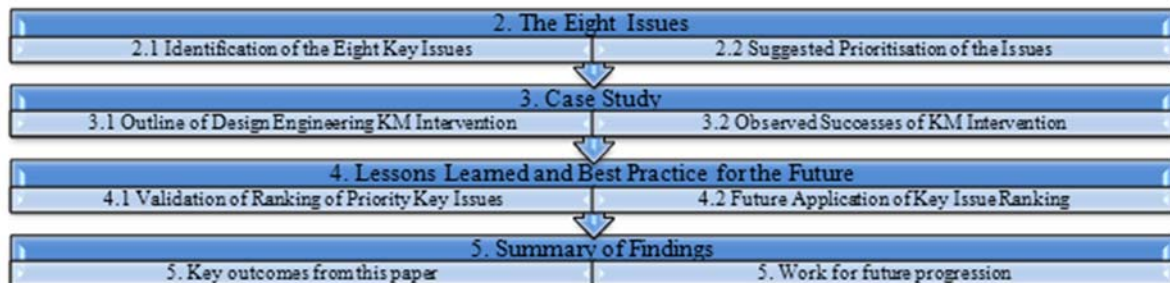 2. The Eight Issues
2.1 Identification of the Eight Key Issues 2.2 Suggested Prioritisation of the Issues
3. Case Study
3.1 Outline of Design Engineering KM Intervention 3.2 Observed Successes of KM Intervention
4. Lessons Learned and Best Practice for the Future
4.1 Validation of Ranking of Priority Key Issues 4.2 Future Application of Key Issue Ranking
5. Summary of Findings
5. Key outcomes from this paper 5. Work for future progression